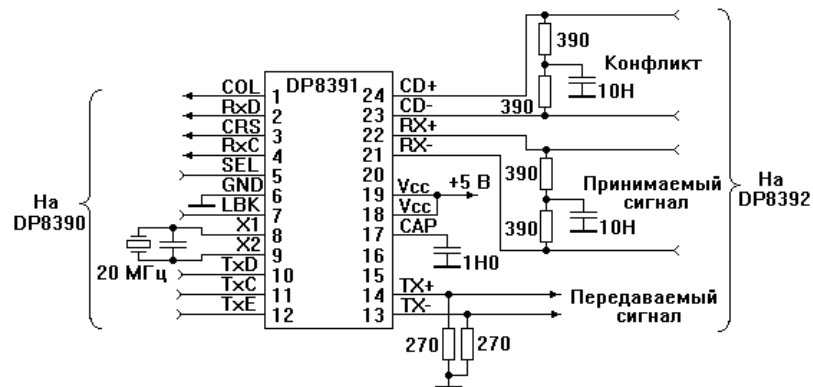 390
Конфликт
10Н
390
На
DP8392
DP8391
На
DP8390
COL
1
RxD
2
CRS
3
RxC
4
SEL
5
GND
6
LBK
7
X1
8
X2
9
20 МГц
TxD
10
TxC
11
TxE
12
CD+
24
CD-
23
RX+
22
RX-
21
20
Vcc
+5 В
19
Vcc
18
CAP
17
1Н0
16
15
TX+
14
TX-
13
390
Принимаемый
сигнал
390
10Н
Передаваемый
сигнал
270
270